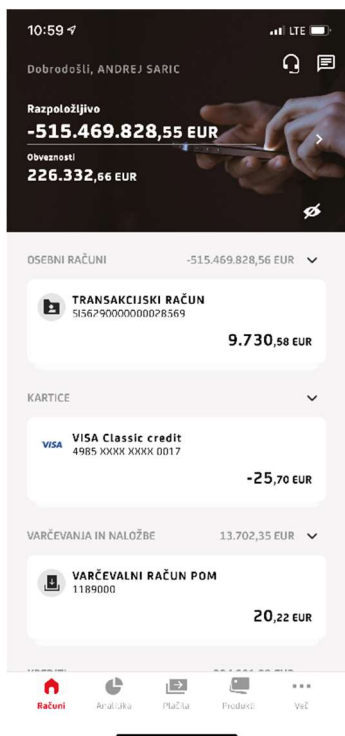 10:59
LTE
Dobrodošli, ANDREJ SARIC
Razpoložljivo
-515.469.828,55 EUR
Obveznosti
226.332,66 EUR
OSEBNI RAČUNI -515.469.828,56 EUR
TRANSAKCIJSKI RAČUN
SI56290000000028569
9.730,58 EUR
KARTICE
VISA VISA Classic credit
4985 XXXX XXXX 0017
-25,70 EUR
VARČEVANJA IN NALOŽBE 13.702,35 EUR
VARČEVALNI RAČUN POM
1189000
20,22 EUR
Računi Analitika Plačila Produkti Več